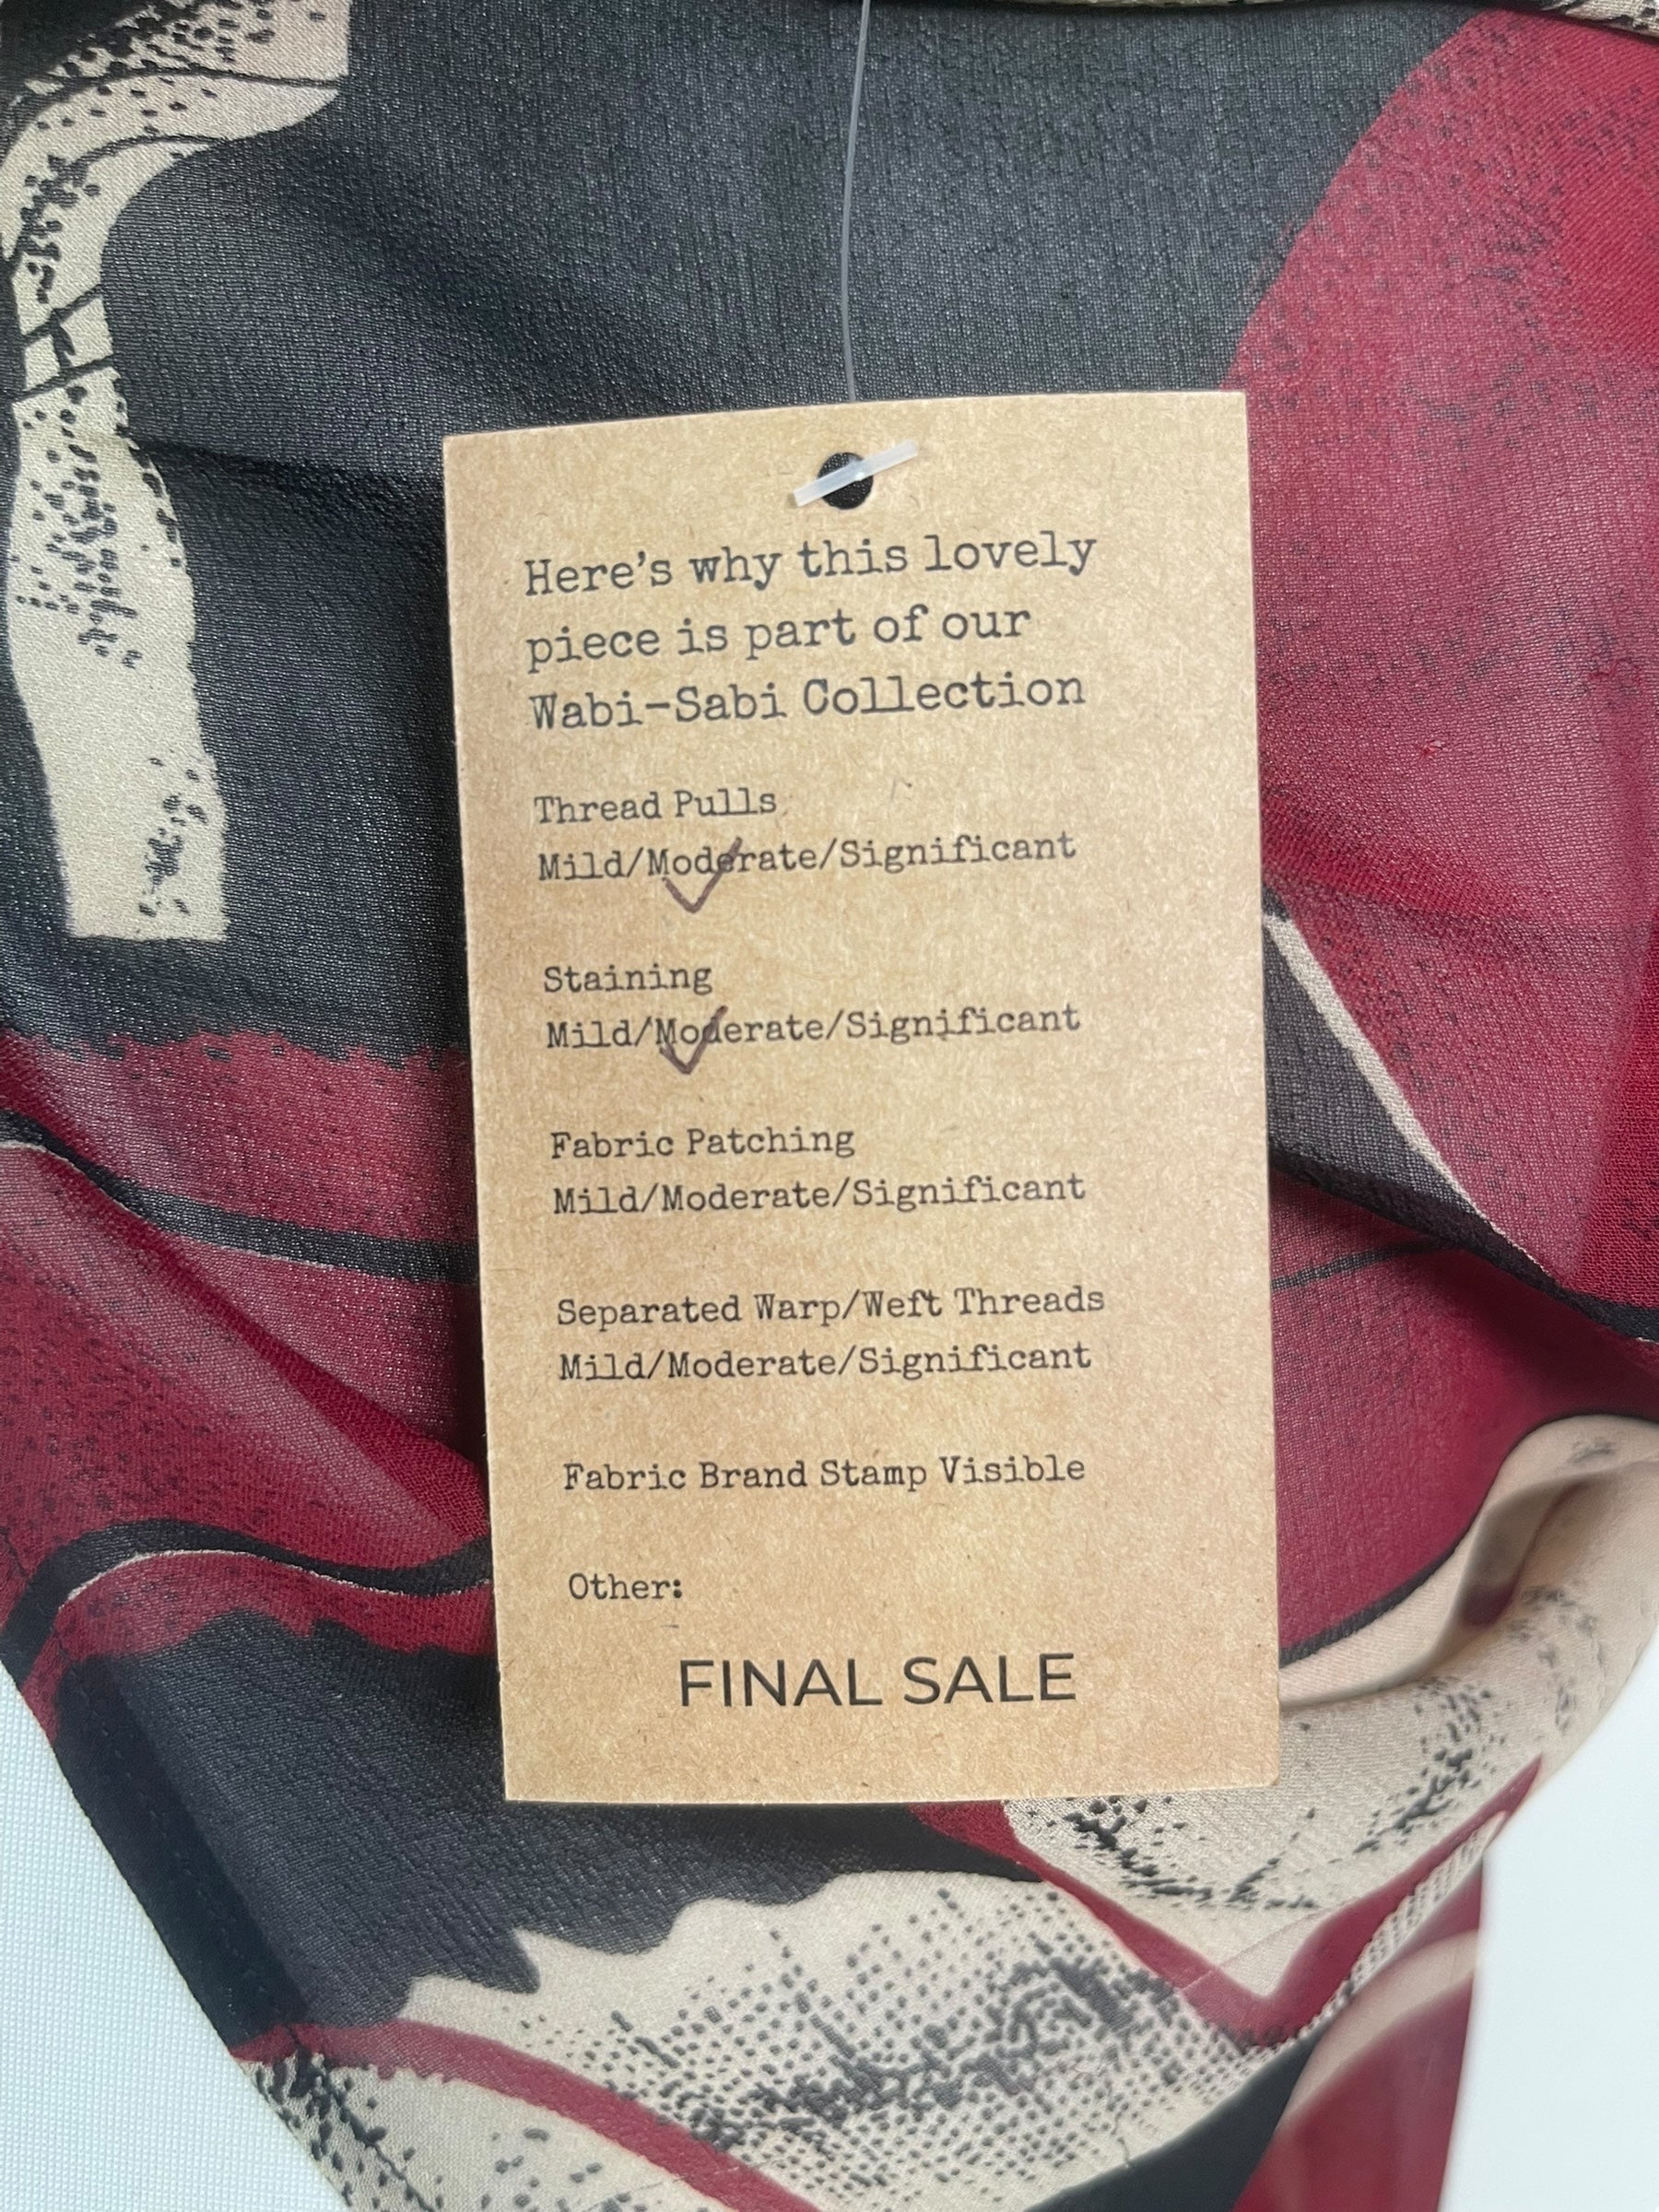 Here's why this lovely
piece is part of our
Wabi-Sabi Collection
Thread Pulls
Mild/Moderate/Significant
Staining
Mild/Moderate/Significant
Fabric Patching
Mild/Moderate/Significant
Separated Warp/Weft Threads
Mild/Moderate/Significant
Fabric Brand Stamp Visible
Other:
FINAL SALE